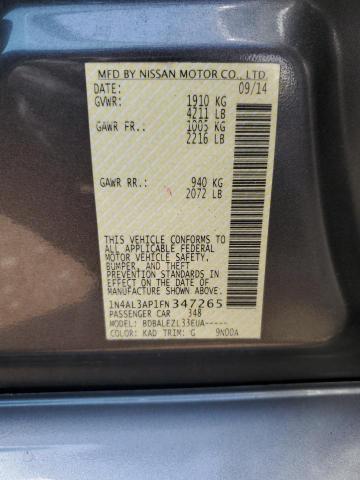 MFD BY NISSAN MOTOR CO., LTD.
DATE: 09/14
GVWR: 1910 KG
4211 LB
GAWR FR: 1005 KG
2216 LB
GAWR RR: 940 KG
2072 LB
THIS VEHICLE CONFORMS TO ALL
APPLICABLE FEDERAL
MOTOR VEHICLE SAFETY,
BUMPER, AND THEFT
PREVENTION STANDARDS
IN EFFECT ON THE DATE OF
MANUFACTURE SHOWN ABOVE.
1N4AL3AP1FN347265
PASSENGER CAR 348
MODEL: BDBALEZL33EUA-----
COLOR: KAD TRIM: G 9N00A